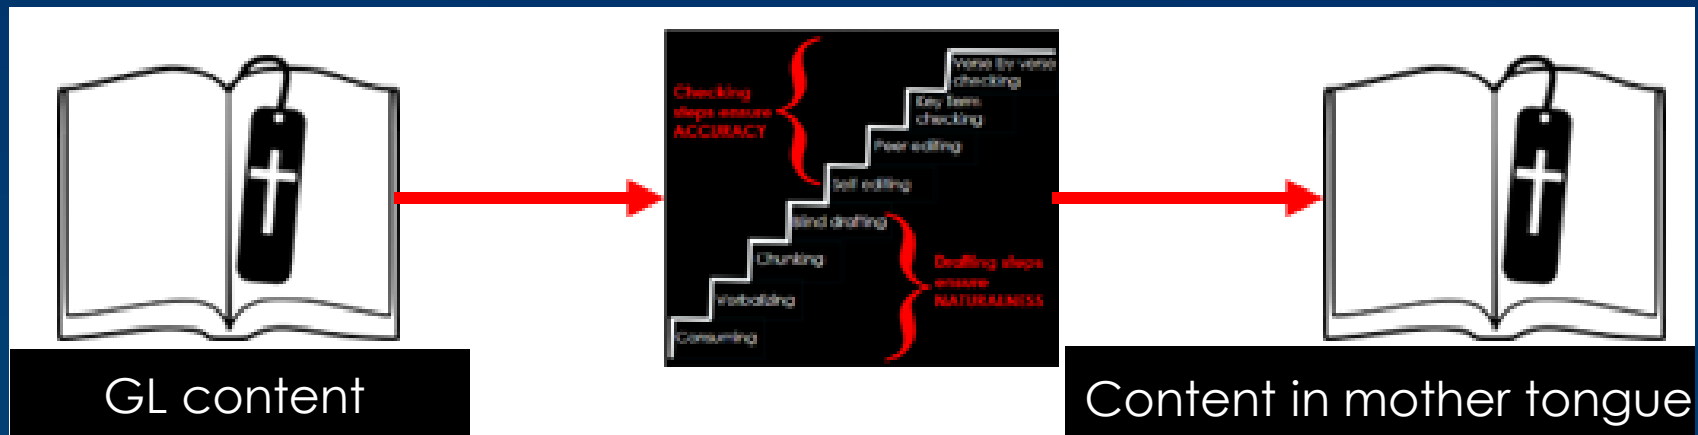 GL content
Checking
steps ensure
ACCURACY
Verse by verse
checking
Key term
checking
Peer editing
Self editing
Blind drafting
Chunking
Verbalizing
Consuming
Drafting steps
ensure
NATURALNESS
Content in mother tongue